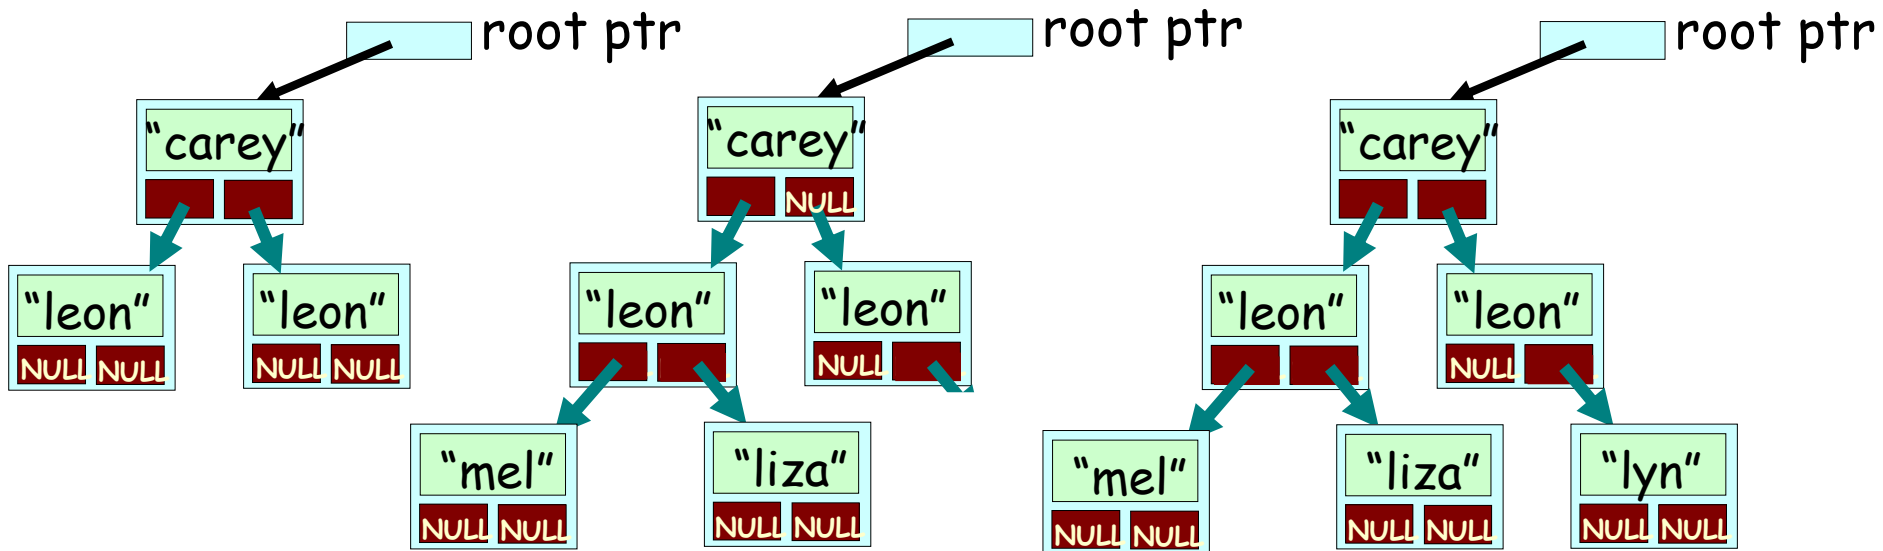 root ptr
root ptr
root ptr
“carey”
“carey”
“carey”
NULL
“leon”
“leon”
“leon”
“leon”
“leon”
“leon”
NULL NULL
NULL NULL
NULL
NULL
“mel”
“liza”
“mel”
“liza”
“lyn”
NULL NULL
NULL NULL
NULL NULL
NULL NULL
NULL NULL